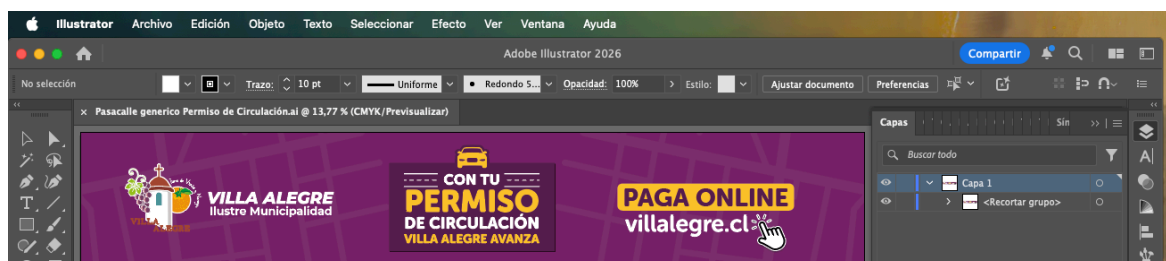 Illustrator Archivo Edición Objeto Texto Seleccionar Efecto Ver Ventana Ayuda
Adobe Illustrator 2026
Compartir
No selección
Trazo: 10 pt
Uniforme
Redondo 5...
Opacidad: 100%
Estilo:
Ajustar documento
Preferencias
× Pasacalle generico Permiso de Circulación.ai @ 13,77 % (CMYK/Previsualizar)
Capas
Sin
VILLA ALEGRE
VILLA ALEGRE
Ilustre Municipalidad
CON TU
PERMISO
DE CIRCULACIÓN
VILLA ALEGRE AVANZA
PAGA ONLINE
villalegre.cl
Buscar todo
Capa 1
<Recortar grupo>